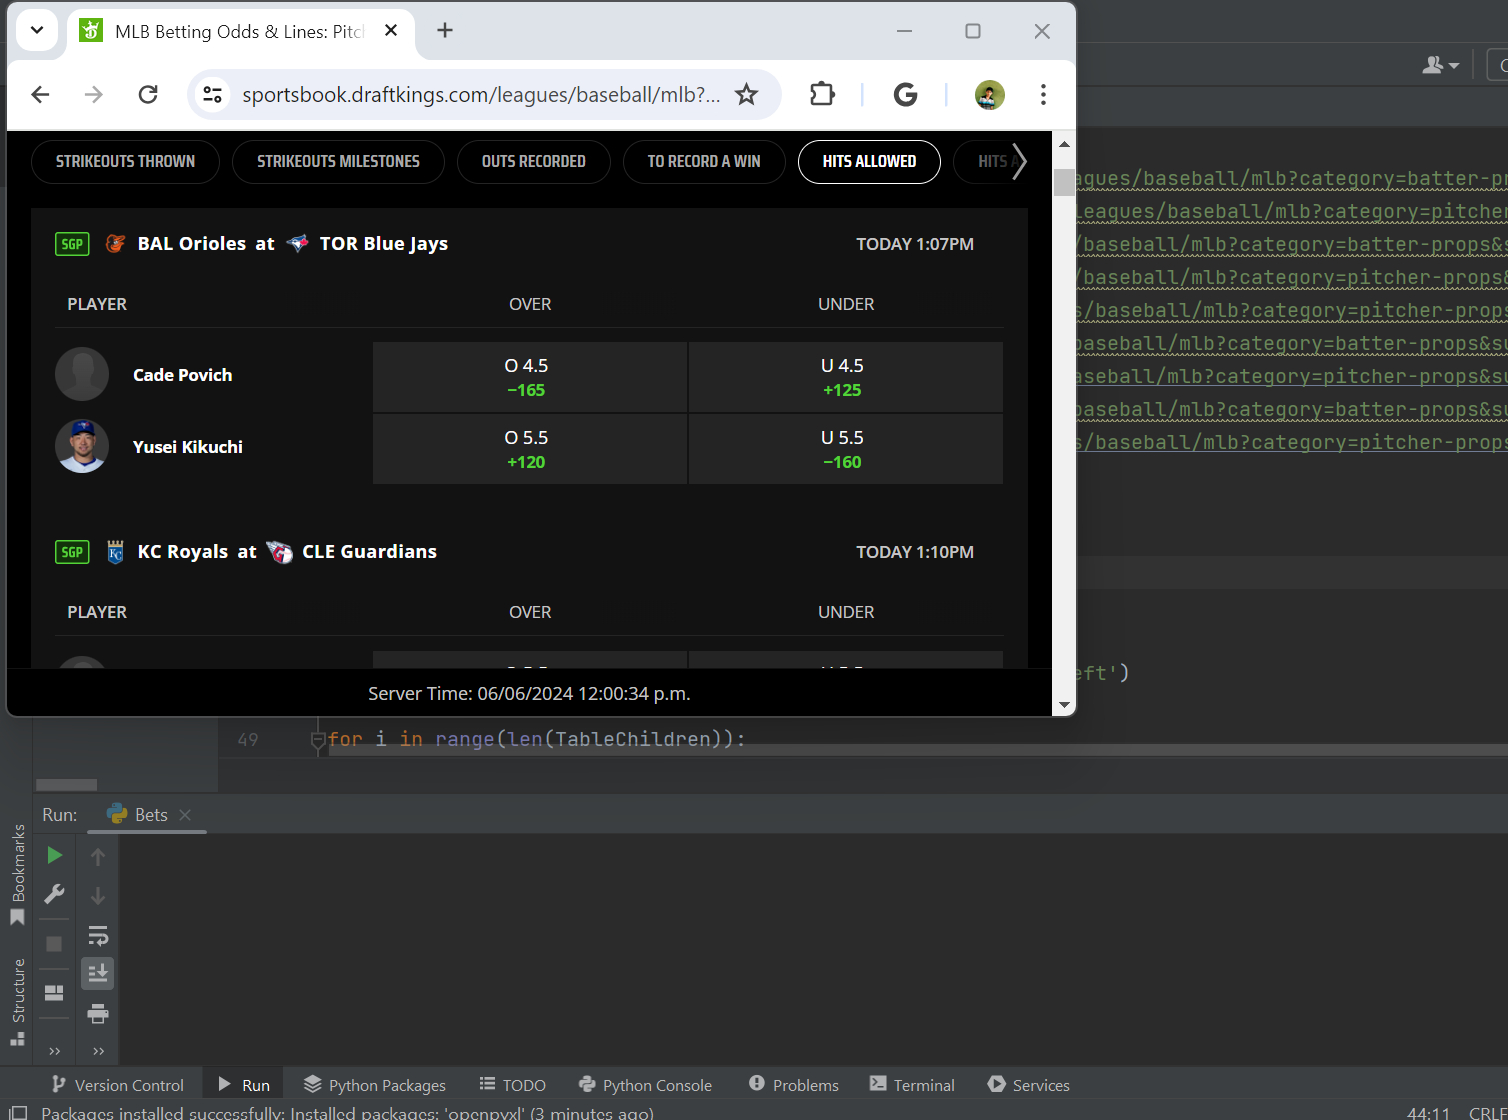 MLB Betting Odds & Lines: Pitc
sportsbook.draftkings.com/leagues/baseball/mlb?...
STRIKEOUTS THROWN
STRIKEOUTS MILESTONES
OUTS RECORDED
TO RECORD A WIN
HITS ALLOWED
HITS A
SGP BAL Orioles at TOR Blue Jays TODAY 1:07PM
PLAYER OVER UNDER
Cade Povich O 4.5 −165 U 4.5 +125
Yusei Kikuchi O 5.5 +120 U 5.5 −160
SGP KC Royals at CLE Guardians TODAY 1:10PM
PLAYER OVER UNDER
Server Time: 06/06/2024 12:00:34 p.m.
agues/baseball/mlb?category=batter-pr
leagues/baseball/mlb?category=pitcher
/baseball/mlb?category=batter-props&s
/baseball/mlb?category=pitcher-props&
s/baseball/mlb?category=pitcher-props
/baseball/mlb?category=batter-props&su
aseball/mlb?category=pitcher-props&su
baseball/mlb?category=batter-props&su
s/baseball/mlb?category=pitcher-props
eft')
49 for i in range(len(TableChildren)):
Run: Bets
Bookmarks
Structure
Version Control Run Python Packages TODO Python Console Problems Terminal Services
Packages installed successfully: Installed packages: 'openpyxl' (3 minutes ago) 44:11 CRLF